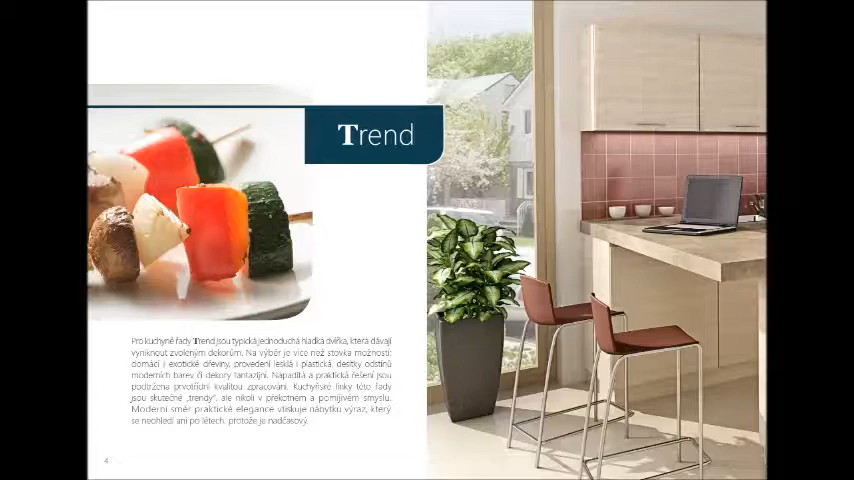 Trend
Pro kuchyně řady Trend jsou typická jednoduchá hladká dvířka, která dávají
vyniknout zvoleným dekorům. Na výběr je více než stovka možností:
domácí i exotické dřeviny, provedení lesklá i plastická, desítky odstínů
moderních barev či dekory fantazijní. Nápaditá a praktická řešení jsou
podtržena prvotřídní kvalitou zpracování. Kuchyňské linky této řady
jsou skutečně „trendy“, ale nikoli v překotném a pomíjivém smyslu.
Moderní směr praktické elegance vtiskuje nábytku výraz, který
se neohlédl ani po létech, protože je nadčasový.
4